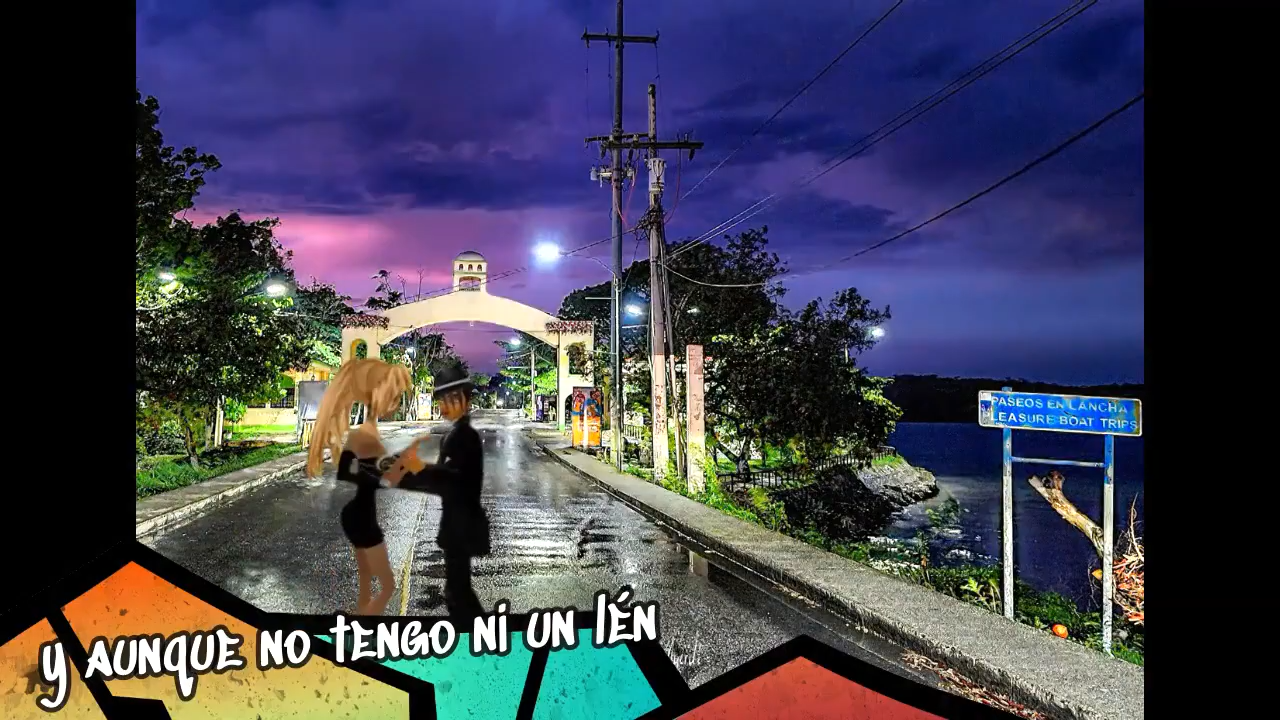 PASEOS EN LANCHA
LEASURE BOAT TRIPS
y aunque no tengo ni un lén